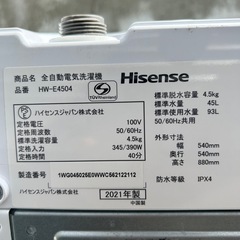 品名 全自動電気洗濯機
品番 HW-E4504
ハイセンスジャパン株式会社
定格電圧 100V
定格周波数 50/60Hz
標準洗濯容量 4.5kg
定格消費電力 345/390W
定格時間 40分
製造番号 1WG045026E0WWC562122112
ハイセンスジャパン株式会社
2021年製
中国製
Hisense
標準脱水容量 4.5kg
標準水量 45L
標準使用水量 93L
50/60Hz共用
外形寸法
幅 540mm
奥行 540mm
高さ 880mm
防水等級 IPX4